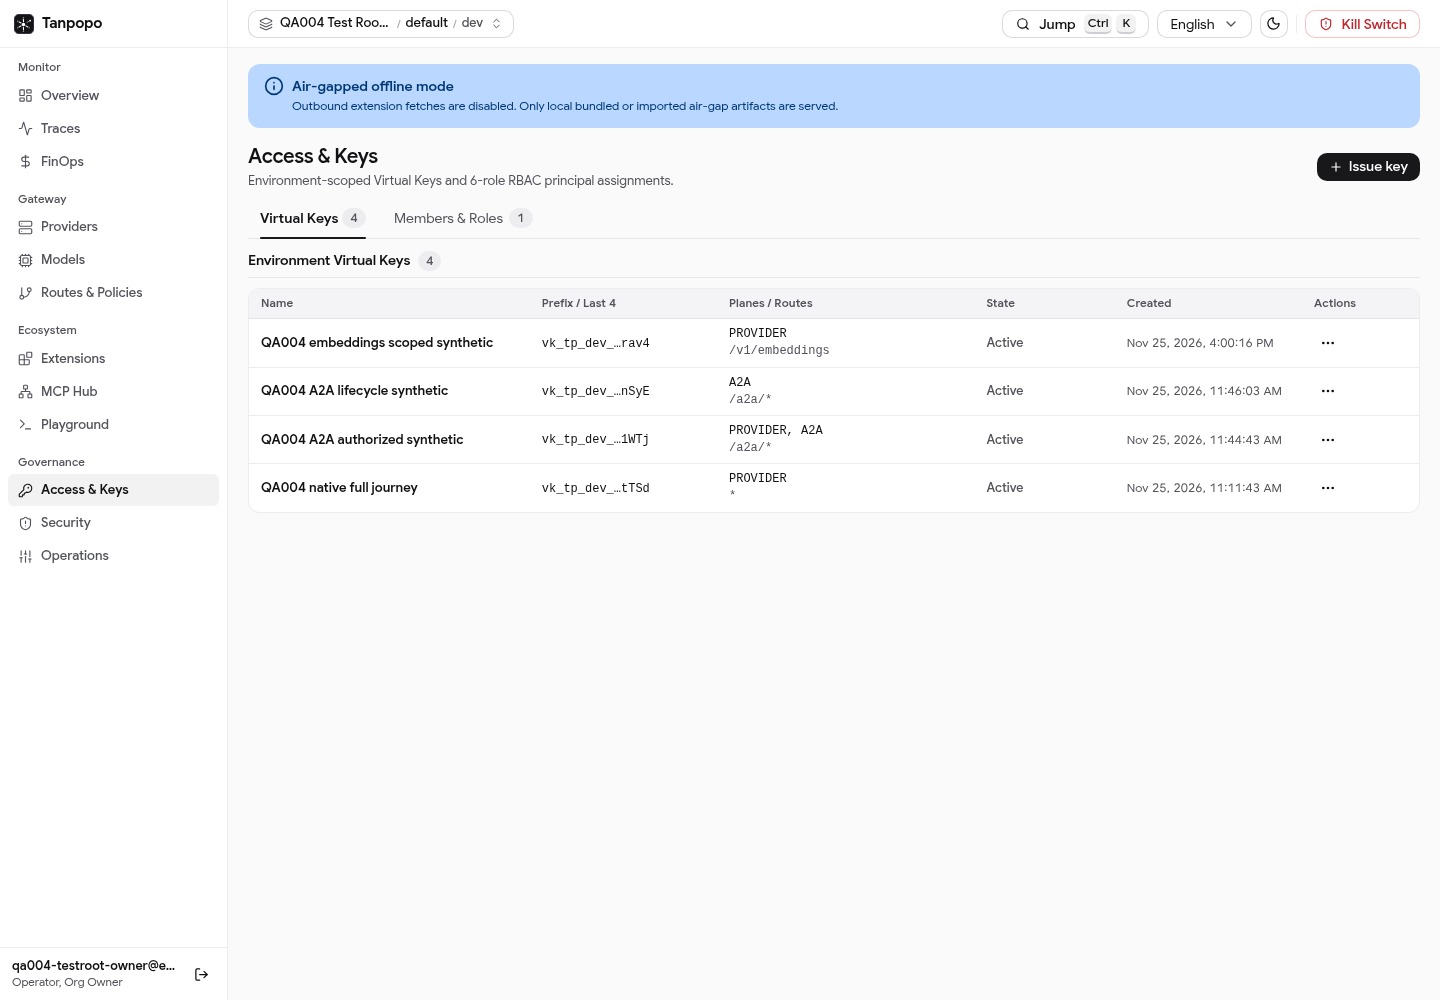 Tanpopo
Monitor
Overview
Traces
FinOps
Gateway
Providers
Models
Routes & Policies
Ecosystem
Extensions
MCP Hub
Playground
Governance
Access & Keys
Security
Operations
qa004-testroot-owner@e...
Operator, Org Owner
QA004 Test Roo... / default / dev
Jump Ctrl K
English
Kill Switch
Air-gapped offline mode
Outbound extension fetches are disabled. Only local bundled or imported air-gap artifacts are served.
Access & Keys
Environment-scoped Virtual Keys and 6-role RBAC principal assignments.
Issue key
Virtual Keys 4 Members & Roles 1
Environment Virtual Keys 4
Name Prefix / Last 4 Planes / Routes State Created Actions
QA004 embeddings scoped synthetic vk_tp_dev_…rav4 PROVIDER Active Nov 25, 2026, 4:00:16 PM
/v1/embeddings
QA004 A2A lifecycle synthetic vk_tp_dev_…nSyE A2A Active Nov 25, 2026, 11:46:03 AM
/a2a/*
QA004 A2A authorized synthetic vk_tp_dev_…1WTj PROVIDER, A2A Active Nov 25, 2026, 11:44:43 AM
/a2a/*
QA004 native full journey vk_tp_dev_…tTSd PROVIDER Active Nov 25, 2026, 11:11:43 AM
*